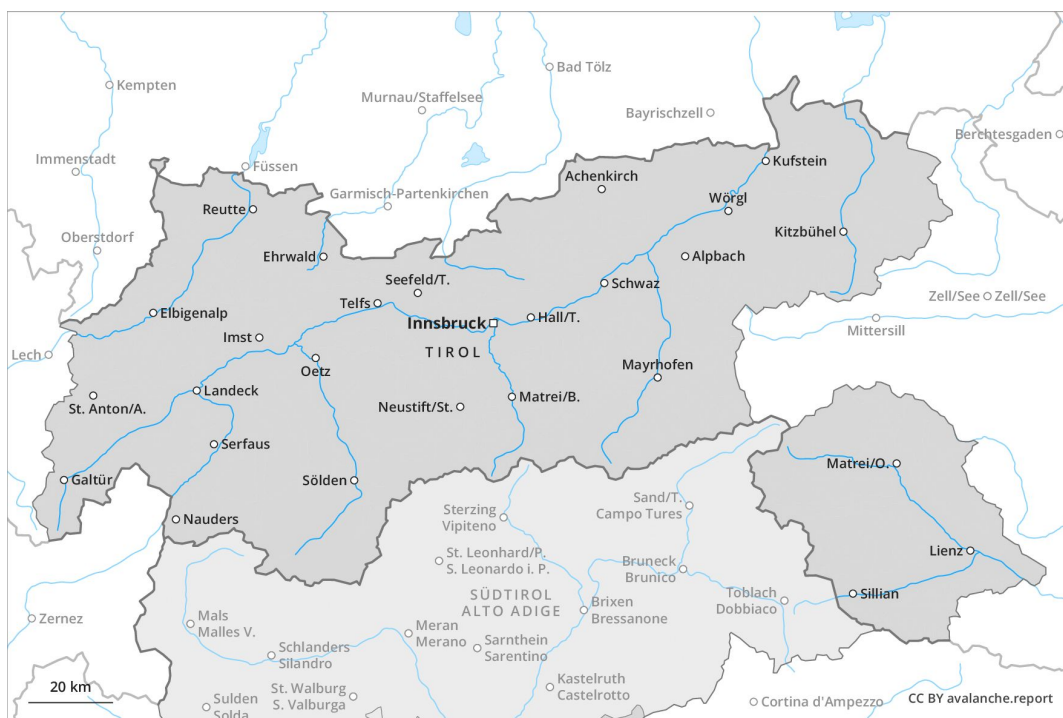 Kempten
Bad Tölz
Murnau/Staffelsee
Bayrischzell
Berchtesgaden
Immenstadt
Füssen
Garmisch-Partenkirchen
Achenkirch
Kufstein
Reutte
Wörgl
Kitzbühel
Oberstdorf
Ehrwald
Alpbach
Seefeld/T.
Schwaz
Telfs
Zell/See
Zell/See
Elbigenalp
Innsbruck
Hall/T.
Mittersill
Imst
TIROL
Lech
Oetz
Mayrhofen
Landeck
Matrei/B.
St. Anton/A.
Neustift/St.
Serfaus
Matrei/O.
Galtür
Sölden
Sand/T.
Campo Tures
Nauders
Sterzing
Vipiteno
Lienz
St. Leonhard/P.
S. Leonardo i. P.
Bruneck
Brunico
SÜDTIROL
ALTO ADIGE
Sillian
Toblach
Dobbiaco
Brixen
Bressanone
Zernez
Mals
Malles V.
Meran
Merano
Sarnthein
Sarentino
Schlanders
Silandro
20 km
St. Walburg
S. Valburga
Kastelruth
Castelrotto
Sulden
Solda
Cortina d'Ampezzo
CC BY avalanche.report